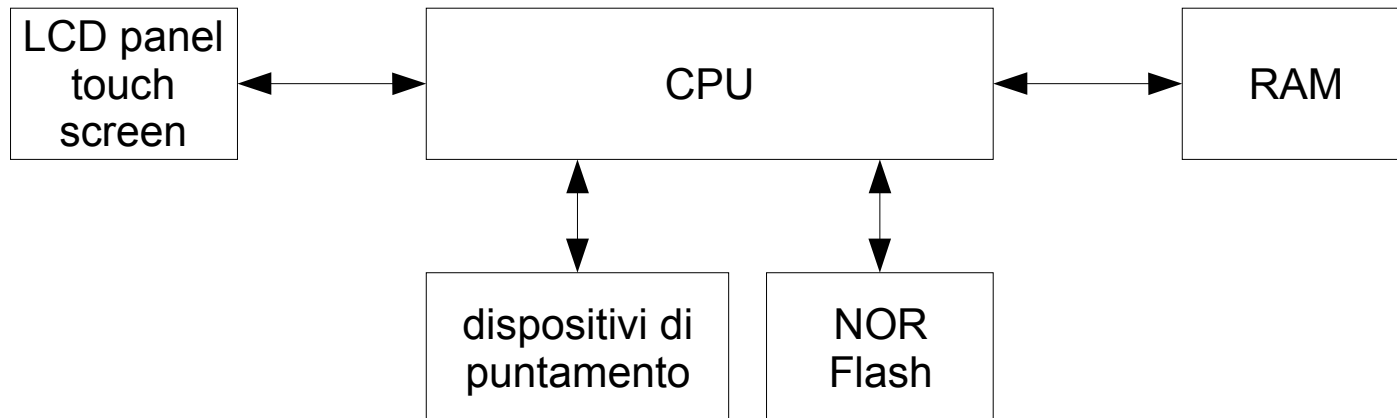 LCD panel
touch
screen
CPU
RAM
dispositivi di
puntamento
NOR
Flash